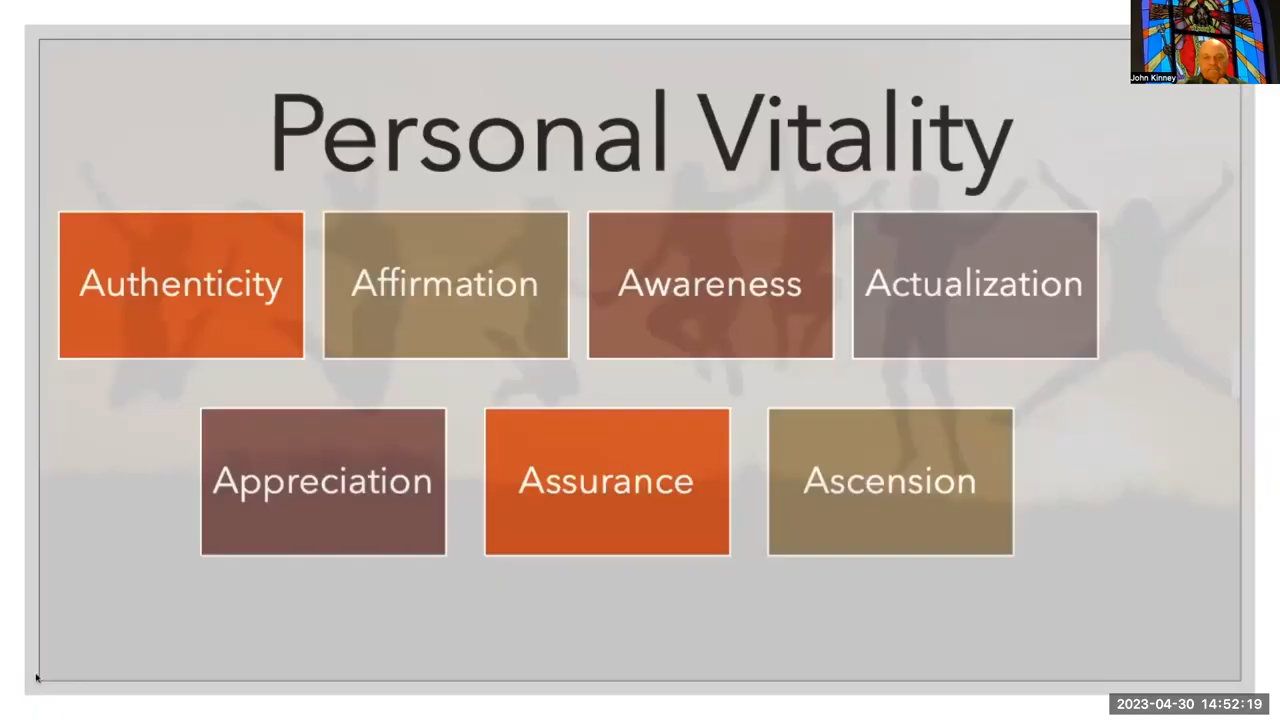 John Kinney
Personal Vitality
Authenticity
Affirmation
Awareness
Actualization
Appreciation
Assurance
Ascension
2023-04-30 14:52:19